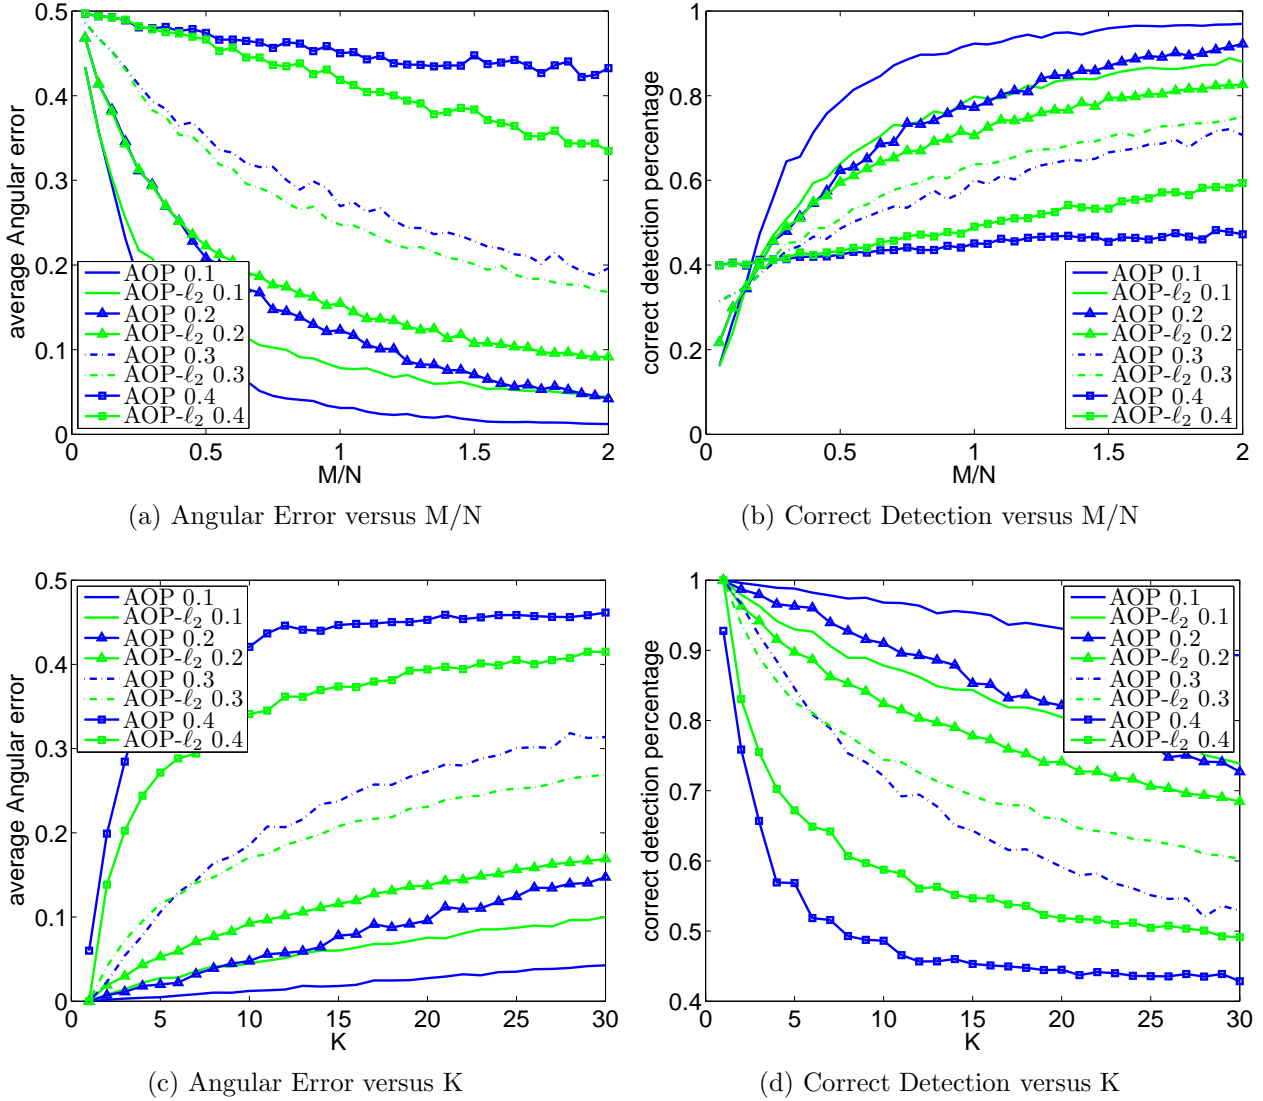 0.5
0.4
0.3
0.2
0.1
0
average Angular error
AOP 0.1
AOP-ℓ₂ 0.1
AOP 0.2
AOP-ℓ₂ 0.2
AOP 0.3
AOP-ℓ₂ 0.3
AOP 0.4
AOP-ℓ₂ 0.4
0.5 1 1.5 2
M/N
(a) Angular Error versus M/N
1
0.8
0.6
0.4
0.2
0
correct detection percentage
AOP 0.1
AOP-ℓ₂ 0.1
AOP 0.2
AOP-ℓ₂ 0.2
AOP 0.3
AOP-ℓ₂ 0.3
AOP 0.4
AOP-ℓ₂ 0.4
0.5 1 1.5 2
M/N
(b) Correct Detection versus M/N
0.5
0.4
0.3
0.2
0.1
0
average Angular error
AOP 0.1
AOP-ℓ₂ 0.1
AOP 0.2
AOP-ℓ₂ 0.2
AOP 0.3
AOP-ℓ₂ 0.3
AOP 0.4
AOP-ℓ₂ 0.4
0 5 10 15 20 25 30
K
(c) Angular Error versus K
1
0.9
0.8
0.7
0.6
0.5
0.4
correct detection percentage
AOP 0.1
AOP-ℓ₂ 0.1
AOP 0.2
AOP-ℓ₂ 0.2
AOP 0.3
AOP-ℓ₂ 0.3
AOP 0.4
AOP-ℓ₂ 0.4
0 5 10 15 20 25 30
K
(d) Correct Detection versus K